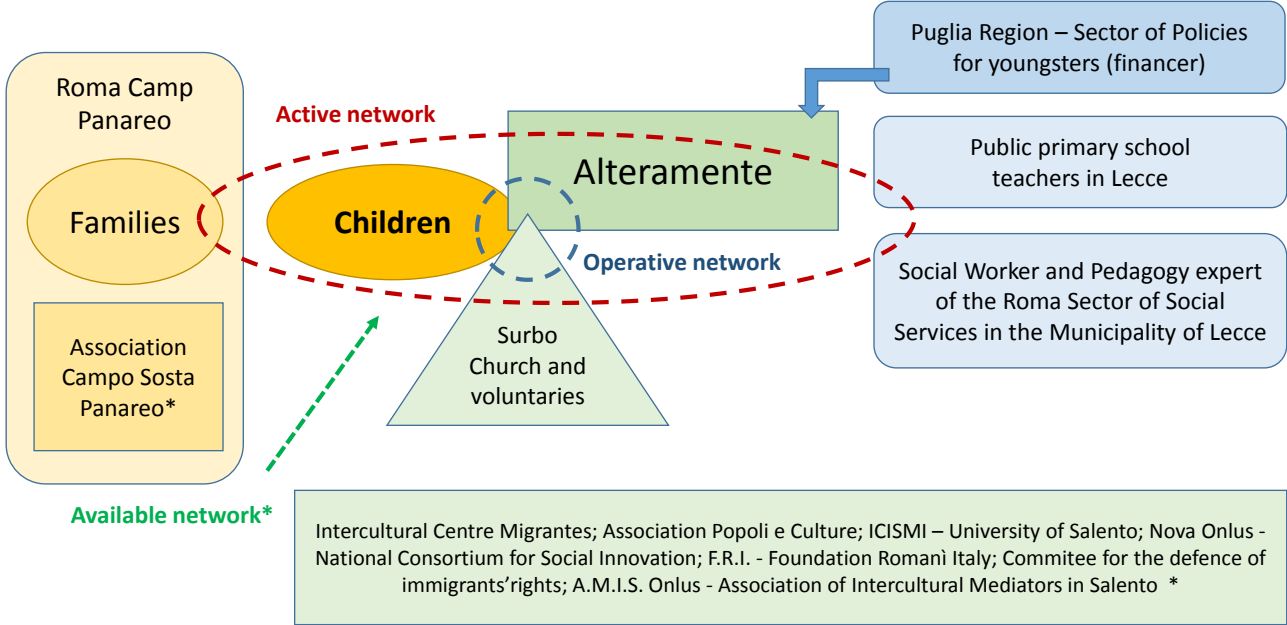 Roma Camp
Panareo
Families
Association
Campo Sosta
Panareo*
Active network
Children
Alteramente
Operative network
Surbo
Church and
voluntaries
Puglia Region – Sector of Policies
for youngsters (financer)
Public primary school
teachers in Lecce
Social Worker and Pedagogy expert
of the Roma Sector of Social
Services in the Municipality of Lecce
Available network*
Intercultural Centre Migrantes; Association Popoli e Culture; ICISMI – University of Salento; Nova Onlus -
National Consortium for Social Innovation; F.R.I. - Foundation Romanì Italy; Commitee for the defence of
immigrants'rights; A.M.I.S. Onlus - Association of Intercultural Mediators in Salento *